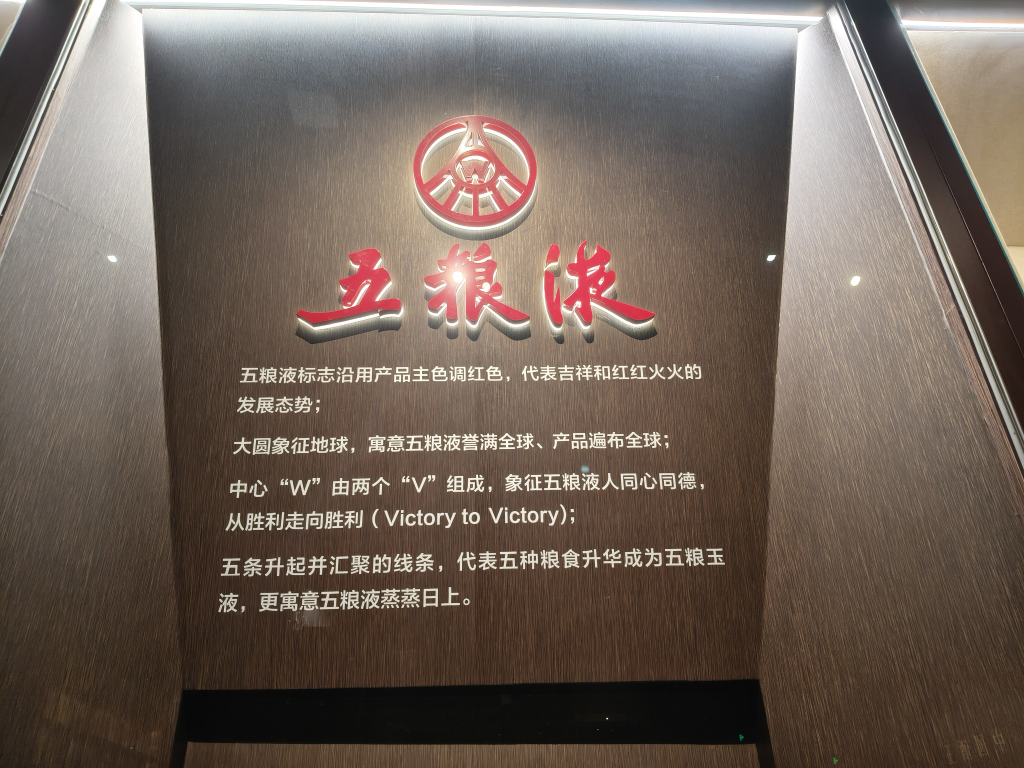 五粮液
五粮液标志沿用产品主色调红色，代表吉祥和红红火火的
发展态势；
大圆象征地球，寓意五粮液誉满全球、产品遍布全球；
中心“W”由两个“V”组成，象征五粮液人同心同德，
从胜利走向胜利（Victory to Victory)；
五条升起并汇聚的线条，代表五种粮食升华成为五粮玉
液，更寓意五粮液蒸蒸日上。